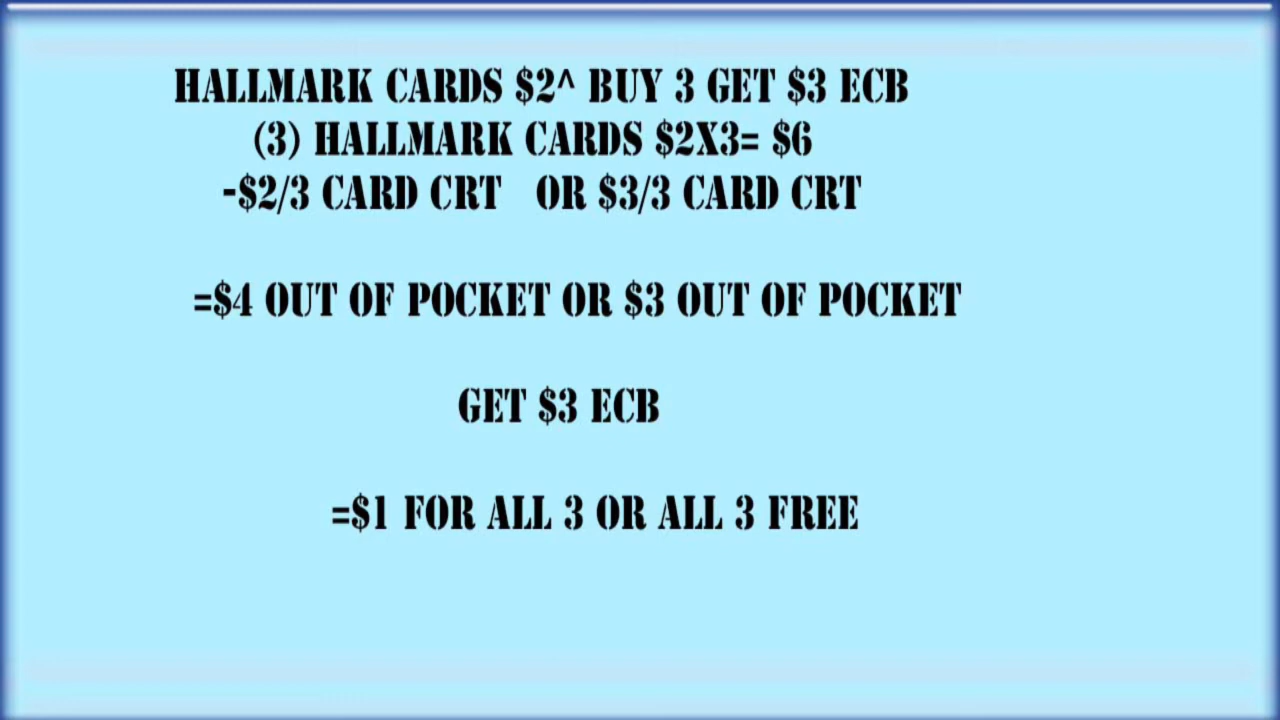 HALLMARK CARDS $2^ BUY 3 GET $3 ECB
(3) HALLMARK CARDS $2X3= $6
-$2/3 CARD CRT OR $3/3 CARD CRT
=$4 OUT OF POCKET OR $3 OUT OF POCKET
GET $3 ECB
=$1 FOR ALL 3 OR ALL 3 FREE